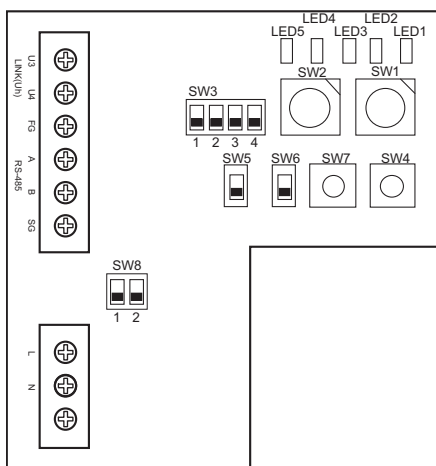 LED4 LED2
LED5 LED3 LED1
SW2 SW1
SW3
1 2 3 4
SW5 SW6 SW7 SW4
U3
U4
LINK(Uh)
FG
A
B
RS-485
SG
SW8
1 2
L
N